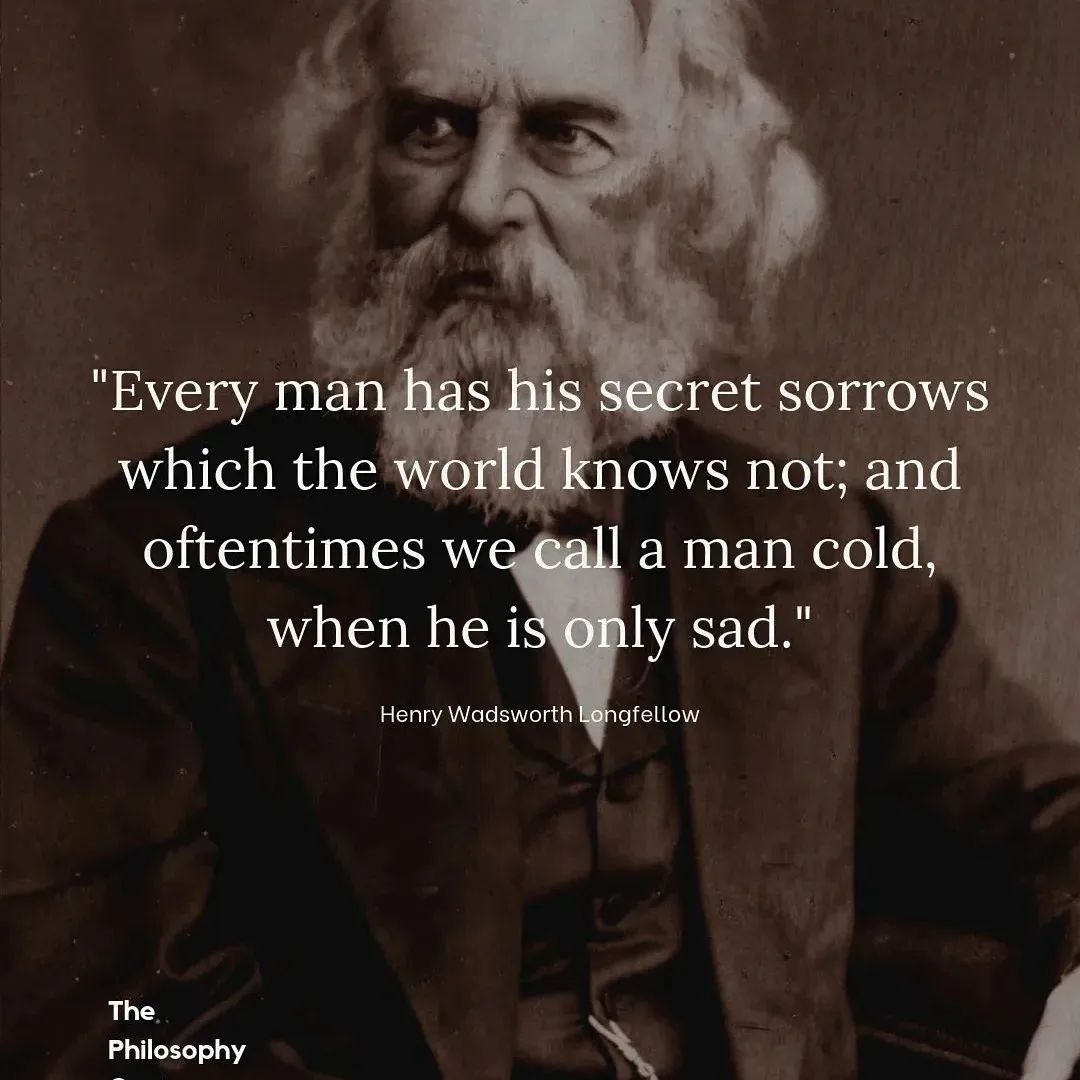 "Every man has his secret sorrows
which the world knows not; and
oftentimes we call a man cold,
when he is only sad."
Henry Wadsworth Longfellow
The
Philosophy